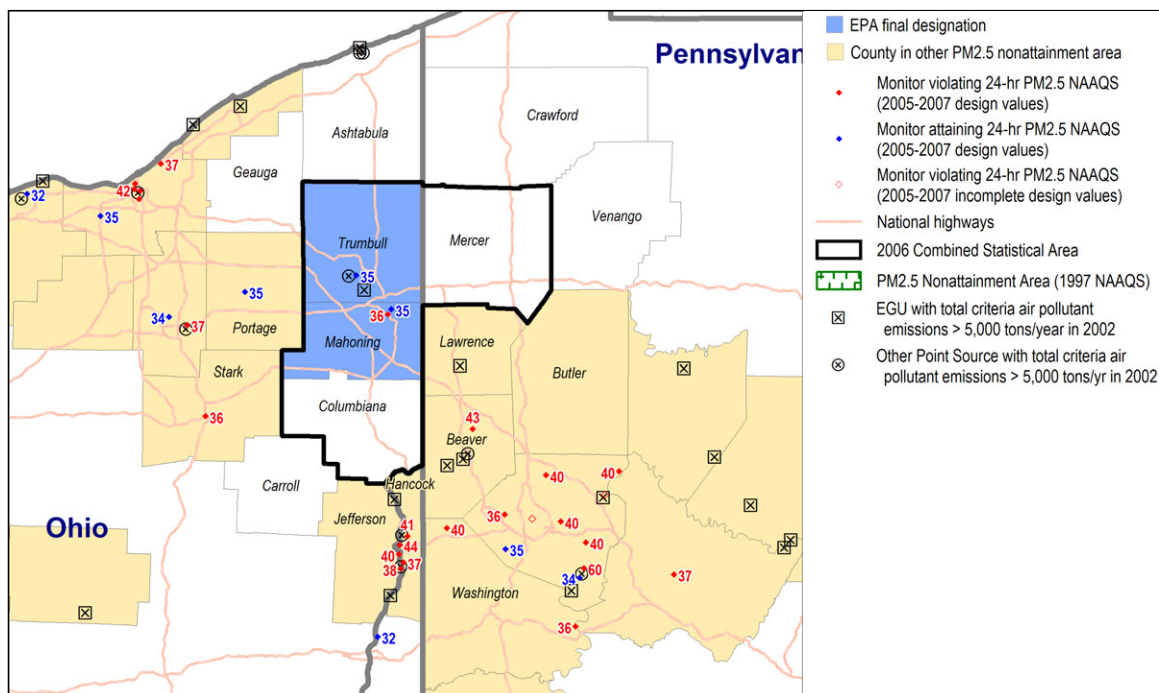 Pennsylvan
Crawford
Ashtabula
Geauga
Venango
Trumbull
Mercer
37
42
32
35
35
35
35
36
34
37
Portage
Mahoning
Lawrence
Butler
Stark
36
Columbiana
43
Beaver
Carroll
Hancock
40
40
Jefferson
Ohio
41
44
40
37
38
40
36
40
35
40
60
34
37
Washington
36
32
EPA final designation
County in other PM2.5 nonattainment area
Monitor violating 24-hr PM2.5 NAAQS
(2005-2007 design values)
Monitor attaining 24-hr PM2.5 NAAQS
(2005-2007 design values)
Monitor violating 24-hr PM2.5 NAAQS
(2005-2007 incomplete design values)
National highways
2006 Combined Statistical Area
PM2.5 Nonattainment Area (1997 NAAQS)
EGU with total criteria air pollutant
emissions > 5,000 tons/year in 2002
Other Point Source with total criteria air
pollutant emissions > 5,000 tons/yr in 2002